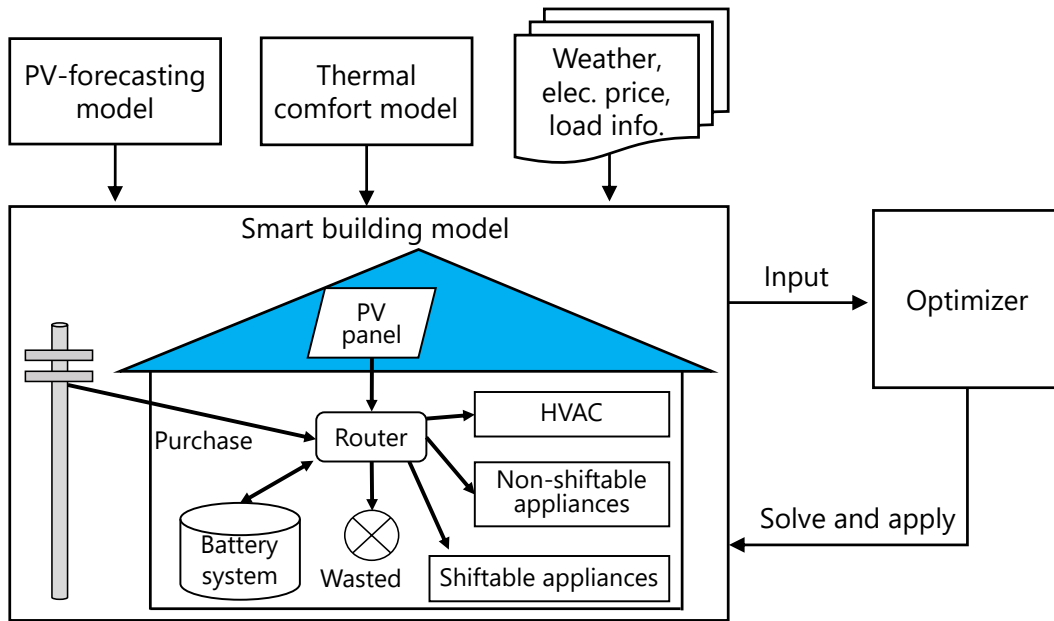 PV-forecasting
model
Thermal
comfort model
Weather,
elec. price,
load info.
Smart building model
Input
Optimizer
PV
panel
HVAC
Purchase
Router
Non-shiftable
appliances
Solve and apply
Battery
system
Wasted
Shiftable appliances